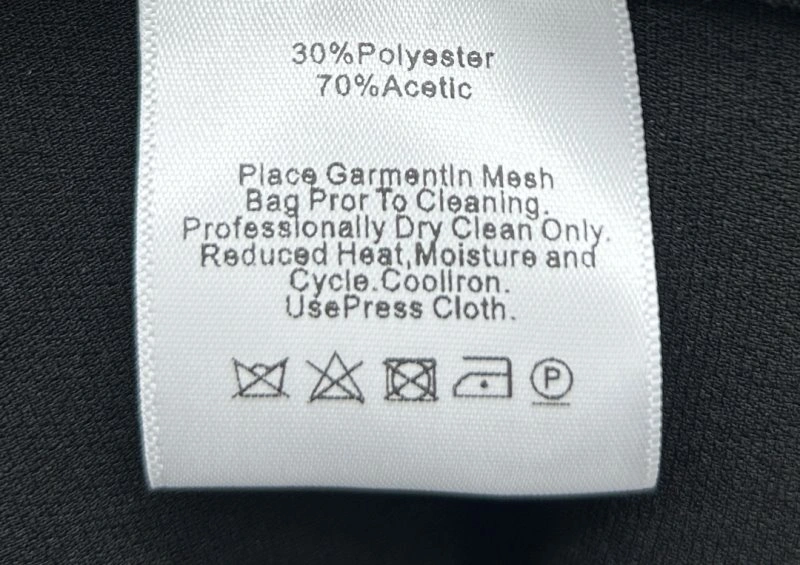 30%Polyester
70%Acetic
Place GarmentIn Mesh
Bag Pror To Cleaning.
Professionally Dry Clean Only.
Reduced Heat,Moisture and
Cycle.CoolIron.
UsePress Cloth.
P